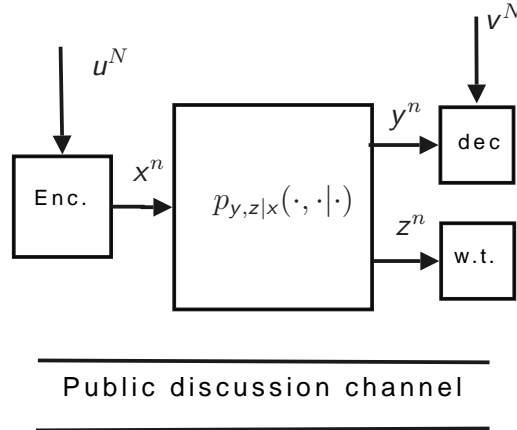 u^N
v^N
x^n
y^n
Enc.
dec
p_{y,z|x}(·, ·|·)
z^n
w.t.
Public discussion channel